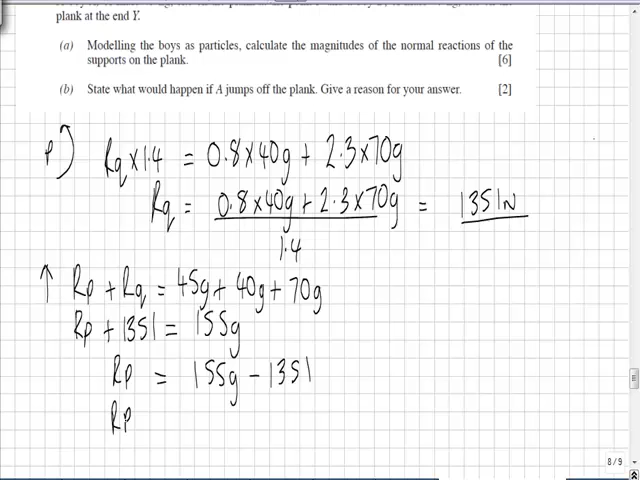 plank at the end Y.
(a) Modelling the boys as particles, calculate the magnitudes of the normal reactions of the
supports on the plank. [6]
(b) State what would happen if A jumps off the plank. Give a reason for your answer. [2]
P) Rq × 1.4 = 0.8×40g + 2.3×70g
Rq = 0.8×40g + 2.3×70g = 1351N
1.4
↑ Rp + Rq = 45g + 40g + 70g
Rp + 1351 = 155g
Rp = 155g - 1351
Rp
8/9